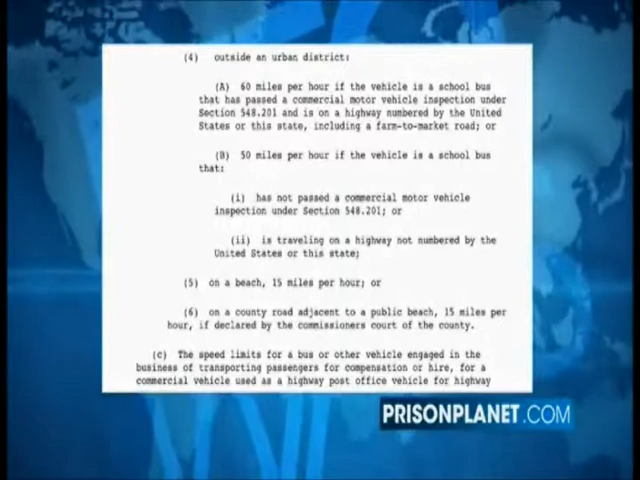 (4) outside an urban district:
(A) 60 miles per hour if the vehicle is a school bus
that has passed a commercial motor vehicle inspection under
Section 548.201 and is on a highway numbered by the United
States or this state, including a farm-to-market road; or
(B) 50 miles per hour if the vehicle is a school bus
that:
(i) has not passed a commercial motor vehicle
inspection under Section 548.201; or
(ii) is traveling on a highway not numbered by the
United States or this state;
(5) on a beach, 15 miles per hour; or
(6) on a county road adjacent to a public beach, 15 miles per
hour, if declared by the commissioners court of the county.
(c) The speed limits for a bus or other vehicle engaged in the
business of transporting passengers for compensation or hire, for a
commercial vehicle used as a highway post office vehicle for highway
PRISONPLANET.COM